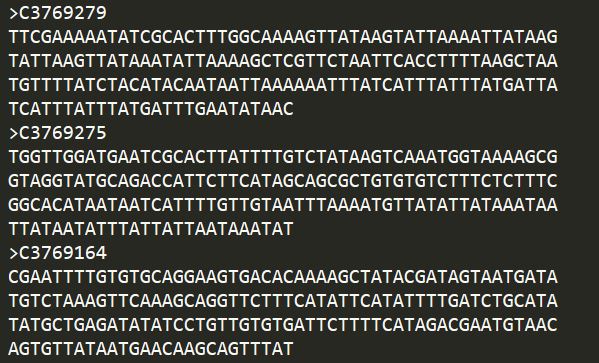 >C3769279
TTCGAAAAATATCGCACTTTGGCAAAAGTTATAAGTATTAAAATTATAAG
TATTAAGTTATAAATATTAAAAGCTCGTTCTAATTCACCTTTTAAGCTAA
TGTTTTATCTACATACAATAATTAAAAAATTTATCATTTATTTATGATTA
TCATTTATTTATGATTTGAATATAAC
>C3769275
TGGTTGGATGAATCGCACTTATTTTGTCTATAAGTCAAATGGTAAAAGCG
GTAGGTATGCAGACCATTCTTCATAGCAGCGCTGTGTGTCTTTCTCTTTC
GGCACATAATAATCATTTTGTTGTAATTTAAAATGTTATATTATAAATAA
TTATAATATTTATTATTAATAAATAT
>C3769164
CGAATTTTGTGTGCAGGAAGTGACACAAAAGCTATACGATAGTAATGATA
TGTCTAAAGTTCAAAGCAGGTTCTTTCATATTCATATTTTGATCTGCATA
TATGCTGAGATATATCCTGTTGTGTGATTCTTTTCATAGACGAATGTAAC
AGTGTTATAATGAACAAGCAGTTTAT